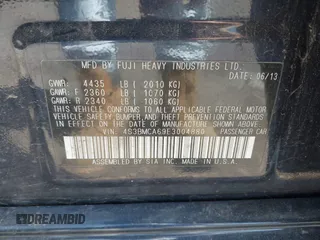 MFD BY FUJI HEAVY INDUSTRIES LTD.
DATE: 06/13
GVWR: 4435 LB ( 2010 KG)
GAWR: F 2360 LB ( 1070 KG)
GAWR: R 2340 LB ( 1060 KG)
THIS VEHICLE CONFORMS TO ALL APPLICABLE FEDERAL MOTOR
VEHICLE SAFETY, BUMPER, AND THEFT PREVENTION STANDARDS
IN EFFECT ON THE DATE OF MANUFACTURE SHOWN ABOVE.
VIN: 4S3BMCA69E3004880 PASSENGER CAR
ASSEMBLED BY SIA INC. MADE IN U.S.A.
DREAMBID